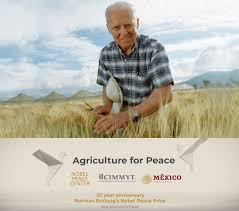 Agriculture for Peace
NOBEL
PEACE
CENTER
CIMMYT
MÉXICO
50 year anniversary
Norman Borlaug's Nobel Peace Prize